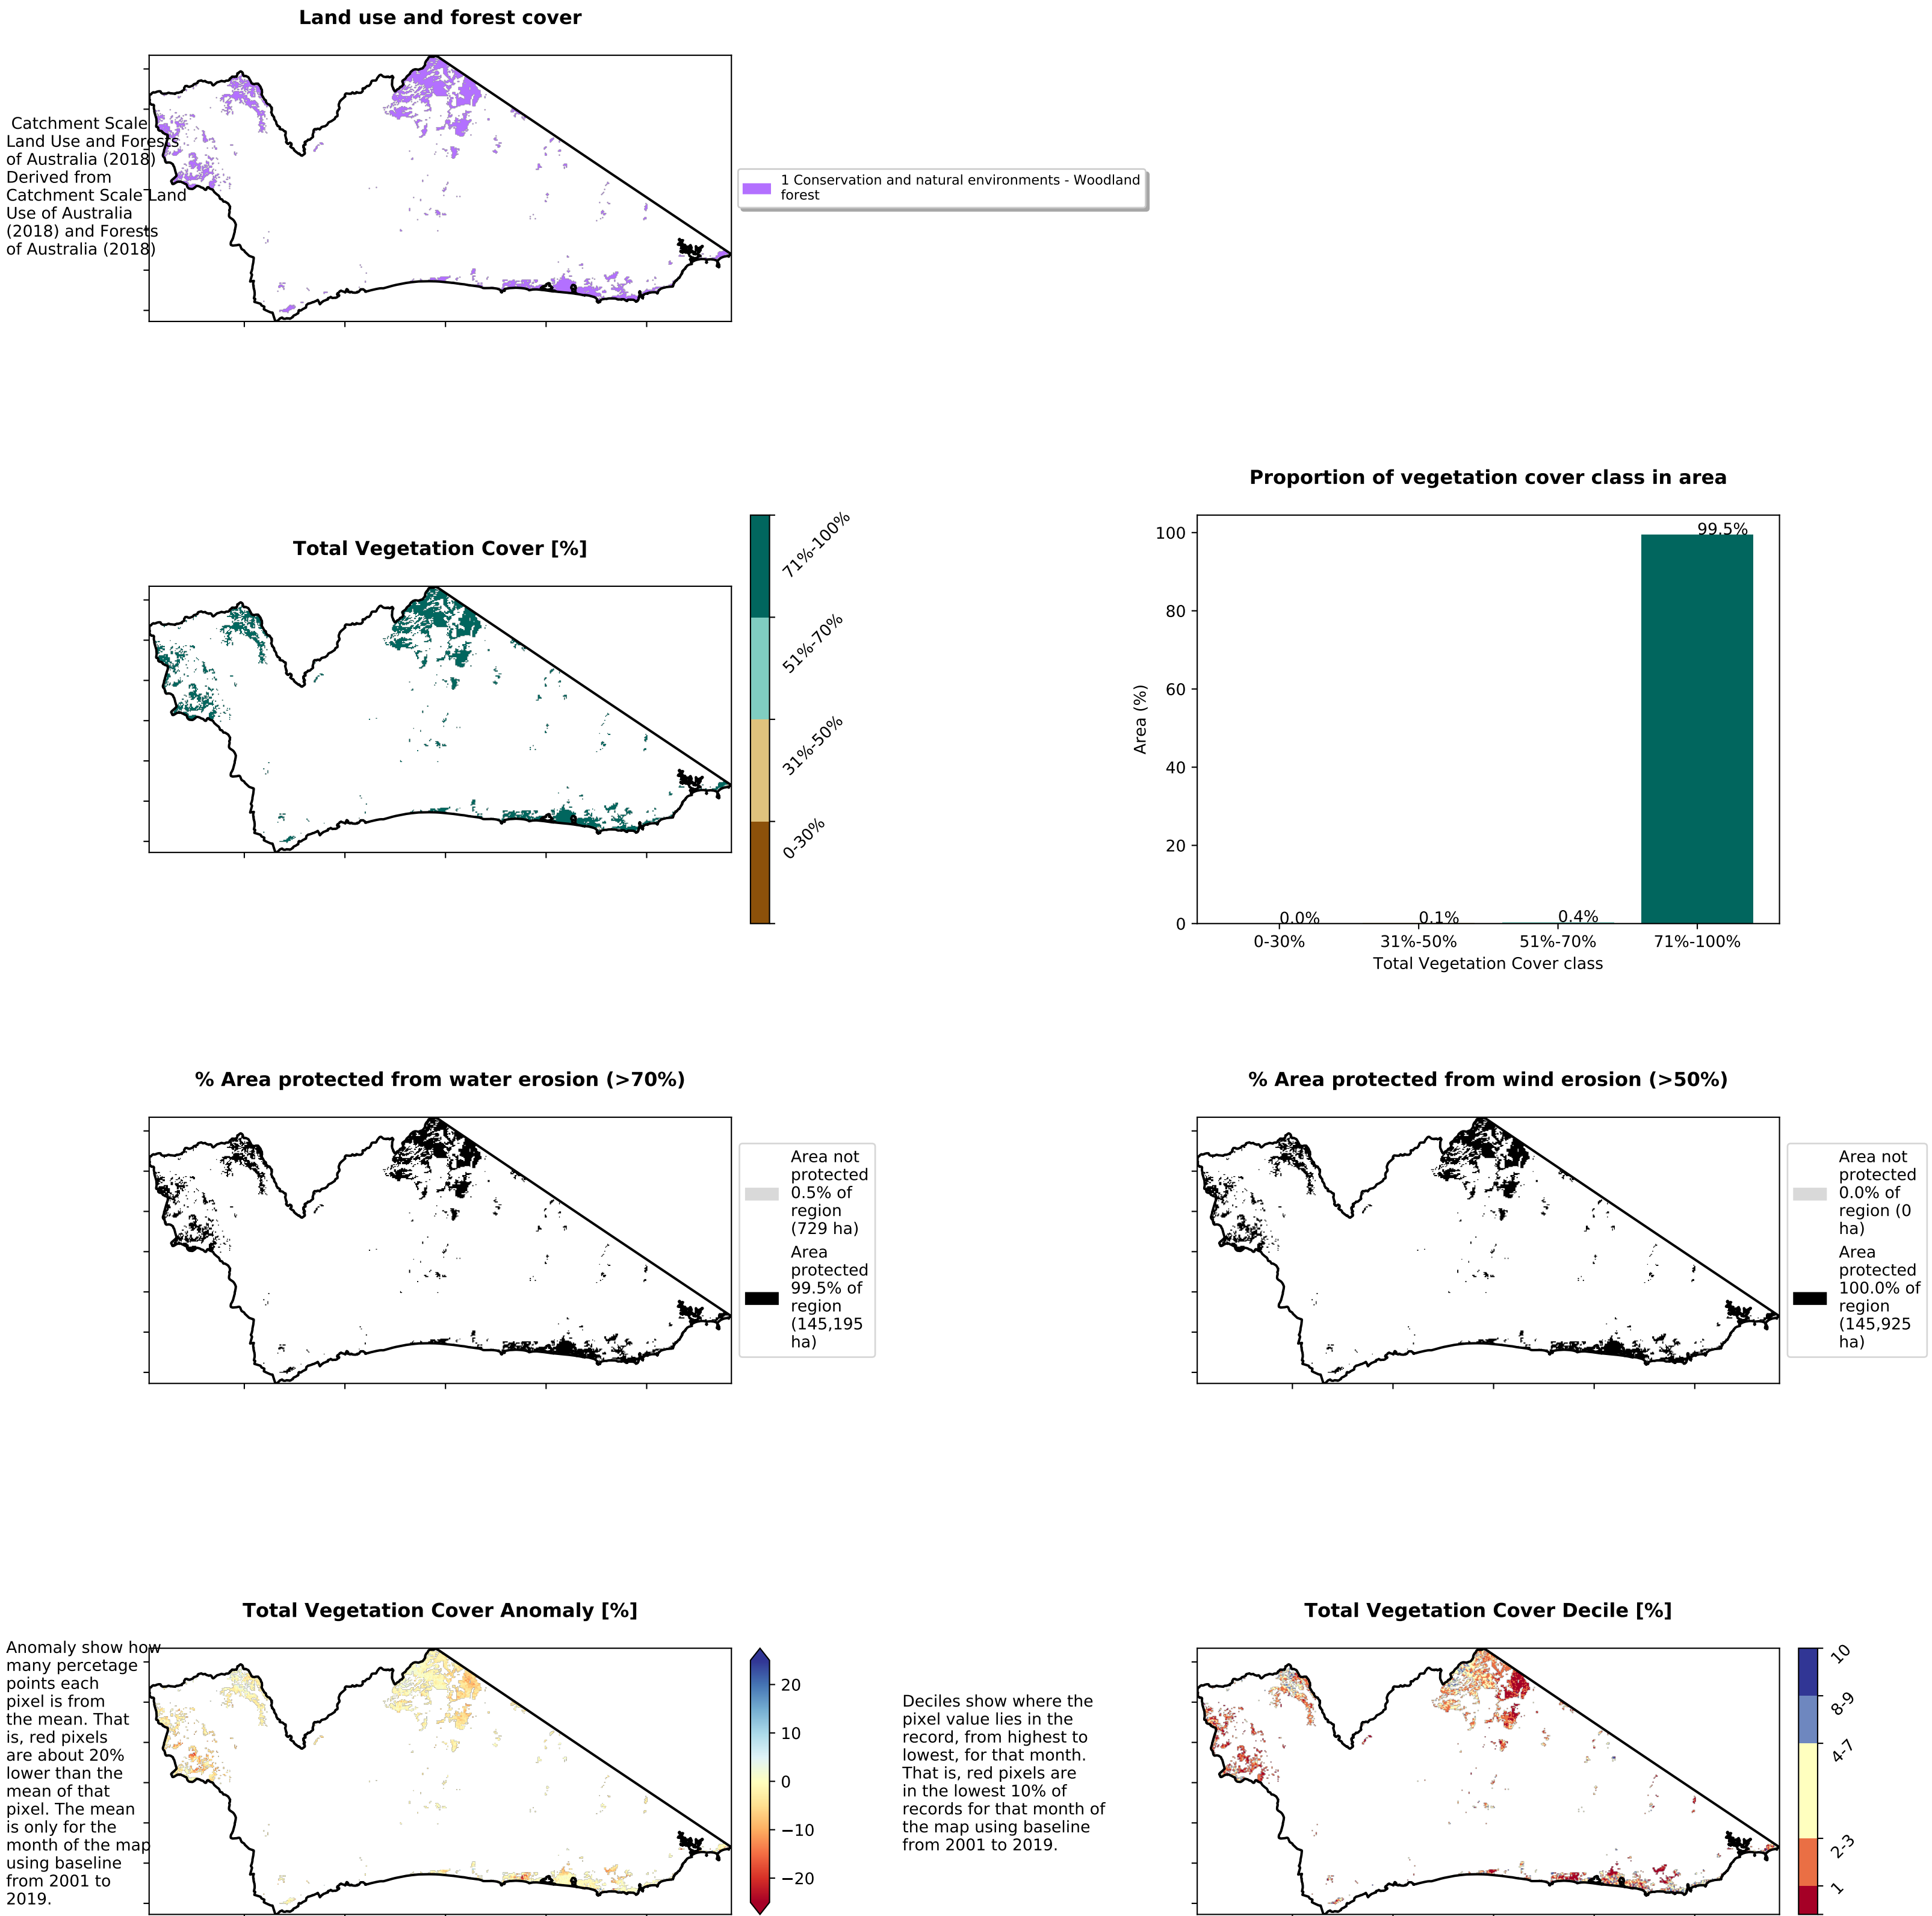 Land use and forest cover
Catchment Scale
Land Use and Forests
of Australia (2018)
Derived from
Catchment Scale Land
Use of Australia
(2018) and Forests
of Australia (2018)
1 Conservation and natural environments - Woodland
forest
Total Vegetation Cover [%]
71%-100%
51%-70%
31%-50%
0-30%
Proportion of vegetation cover class in area
100
80
60
40
20
0
Area (%)
0.0%
0.1%
0.4%
99.5%
0-30%
31%-50%
51%-70%
71%-100%
Total Vegetation Cover class
% Area protected from water erosion (>70%)
Area not
protected
0.5% of
region
(729 ha)
Area
protected
99.5% of
region
(145,195
ha)
% Area protected from wind erosion (>50%)
Area not
protected
0.0% of
region (0
ha)
Area
protected
100.0% of
region
(145,925
ha)
Total Vegetation Cover Anomaly [%]
Anomaly show how
many percetage
points each
pixel is from
the mean. That
is, red pixels
are about 20%
lower than the
mean of that
pixel. The mean
is only for the
month of the map
using baseline
from 2001 to
2019.
20
10
0
−10
−20
Total Vegetation Cover Decile [%]
Deciles show where the
pixel value lies in the
record, from highest to
lowest, for that month.
That is, red pixels are
in the lowest 10% of
records for that month of
the map using baseline
from 2001 to 2019.
10
8-9
4-7
2-3
1